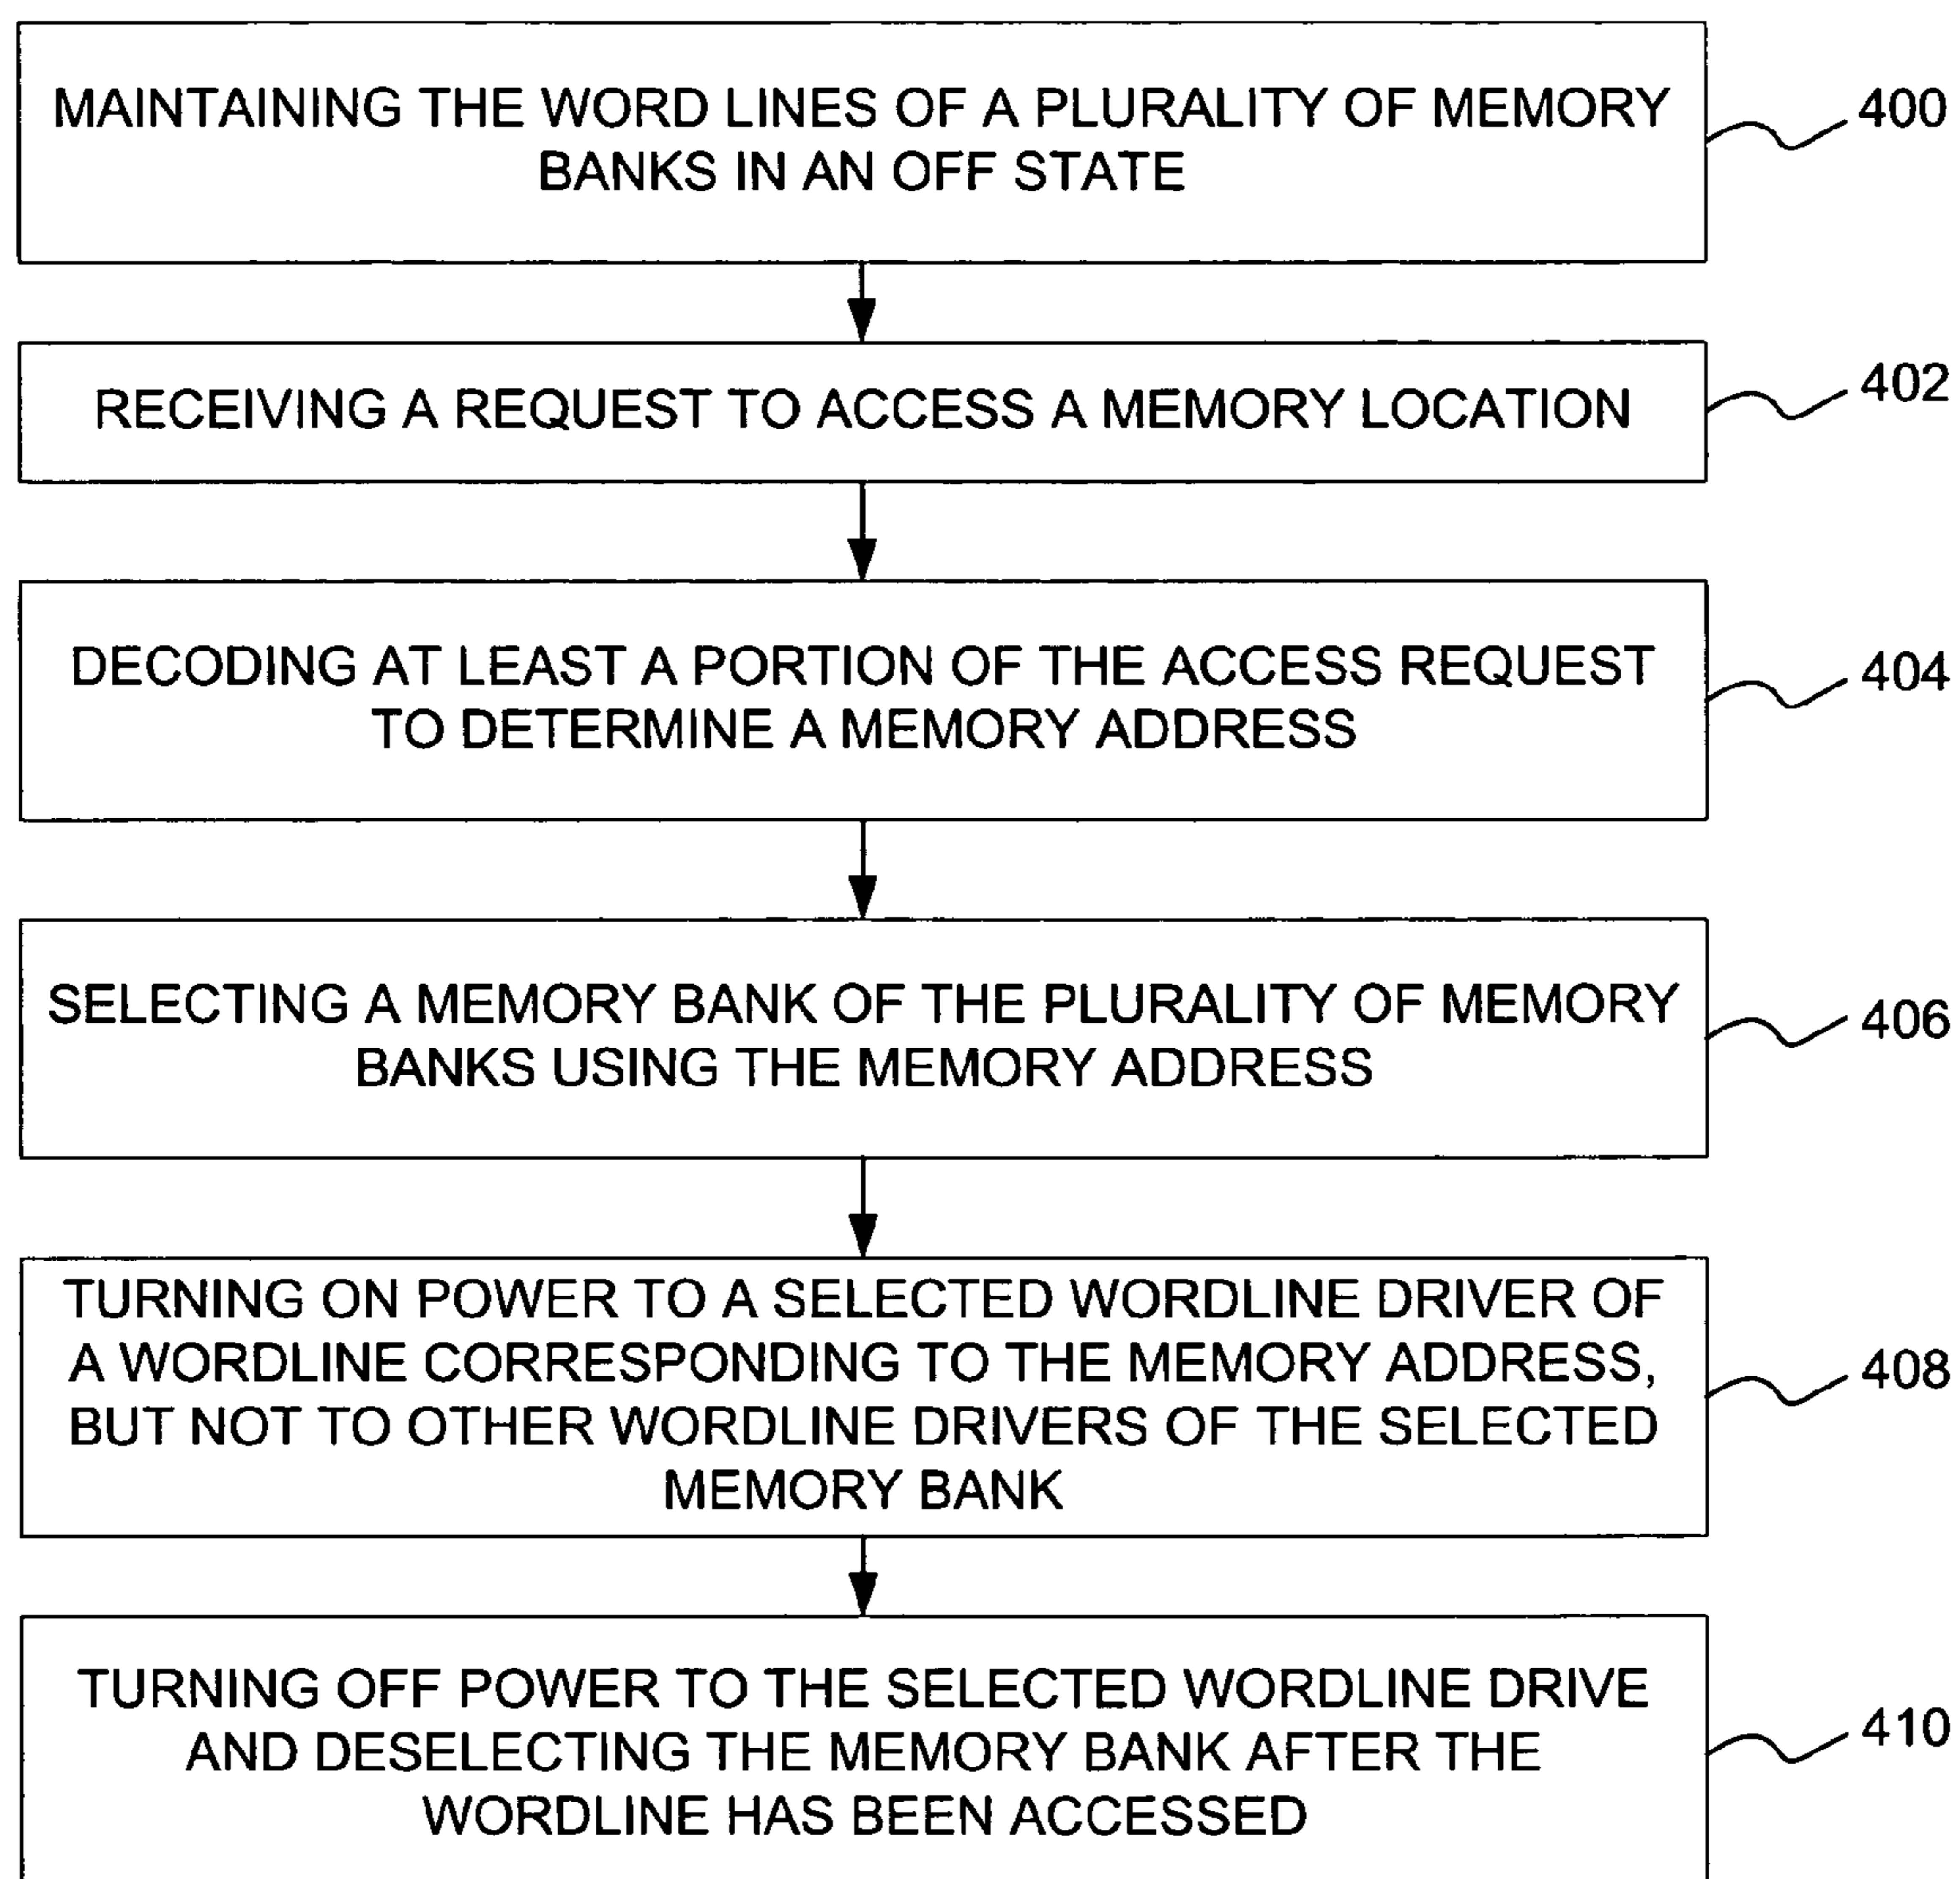 MAINTAINING THE WORD LINES OF A PLURALITY OF MEMORY
BANKS IN AN OFF STATE
400
RECEIVING A REQUEST TO ACCESS A MEMORY LOCATION
402
DECODING AT LEAST A PORTION OF THE ACCESS REQUEST
TO DETERMINE A MEMORY ADDRESS
404
SELECTING A MEMORY BANK OF THE PLURALITY OF MEMORY
BANKS USING THE MEMORY ADDRESS
406
TURNING ON POWER TO A SELECTED WORDLINE DRIVER OF
A WORDLINE CORRESPONDING TO THE MEMORY ADDRESS,
BUT NOT TO OTHER WORDLINE DRIVERS OF THE SELECTED
MEMORY BANK
408
TURNING OFF POWER TO THE SELECTED WORDLINE DRIVE
AND DESELECTING THE MEMORY BANK AFTER THE
WORDLINE HAS BEEN ACCESSED
410